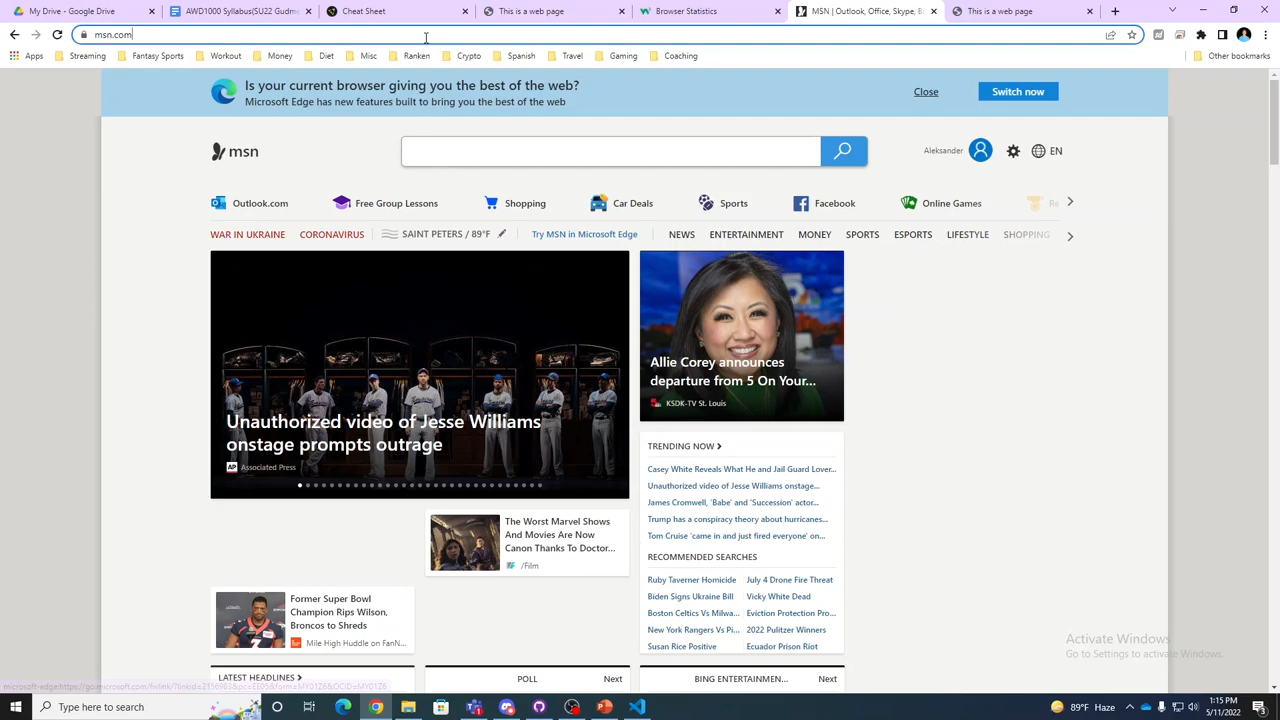 My Drive - Google Drive
AWD1000 Syllabus(SU22 Gudme
Cheat Sheet
This is a web page
Browser Statistics
MSN | Outlook, Office, Skype, B
This is a web page
msn.com
Apps
Streaming
Fantasy Sports
Workout
Money
Diet
Misc
Ranken
Crypto
Spanish
Travel
Gaming
Coaching
Other bookmarks
Is your current browser giving you the best of the web?
Microsoft Edge has new features built to bring you the best of the web
Close
Switch now
msn
Aleksander
EN
Outlook.com
Free Group Lessons
Shopping
Car Deals
Sports
Facebook
Online Games
Re
WAR IN UKRAINE
CORONAVIRUS
SAINT PETERS / 89°F
Try MSN in Microsoft Edge
NEWS
ENTERTAINMENT
MONEY
SPORTS
ESPORTS
LIFESTYLE
SHOPPING
Unauthorized video of Jesse Williams
onstage prompts outrage
AP Associated Press
Allie Corey announces
departure from 5 On Your...
KSDK-TV St. Louis
TRENDING NOW
Casey White Reveals What He and Jail Guard Lover...
Unauthorized video of Jesse Williams onstage...
James Cromwell, 'Babe' and 'Succession' actor...
Trump has a conspiracy theory about hurricanes...
Tom Cruise 'came in and just fired everyone' on...
RECOMMENDED SEARCHES
Ruby Taverner Homicide
July 4 Drone Fire Threat
Biden Signs Ukraine Bill
Vicky White Dead
Boston Celtics Vs Milwa...
Eviction Protection Pro...
New York Rangers Vs Pi...
2022 Pulitzer Winners
Susan Rice Positive
Ecuador Prison Riot
The Worst Marvel Shows
And Movies Are Now
Canon Thanks To Doctor...
/Film
Former Super Bowl
Champion Rips Wilson,
Broncos to Shreds
Mile High Huddle on FanN...
LATEST HEADLINES
POLL
Next
BING ENTERTAINMEN...
Next
Activate Windows
Go to Settings to activate Windows.
Type here to search
89°F Haze
1:15 PM
5/11/2022